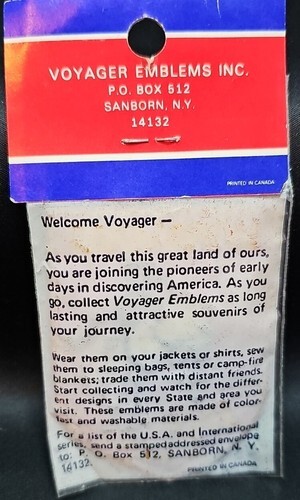 VOYAGER EMBLEMS INC.
P.O. BOX 512
SANBORN, N.Y.
14132
PRINTED IN CANADA
Welcome Voyager —
As you travel this great land of ours,
you are joining the pioneers of early
days in discovering America. As you
go, collect Voyager Emblems as long
lasting and attractive souvenirs of
your journey.
Wear them on your jackets or shirts, sew
them to sleeping bags, tents or camp-fire
blankets; trade them with distant friends.
Start collecting and watch for the differ-
ent designs in every State and area you
visit. These emblems are made of color-
fast and washable materials.
For a list of the U.S.A. and International
series, send a stamped addressed envelope
to: P. O. Box 512, SANBORN, N. Y.
14132.
PRINTED IN CANADA